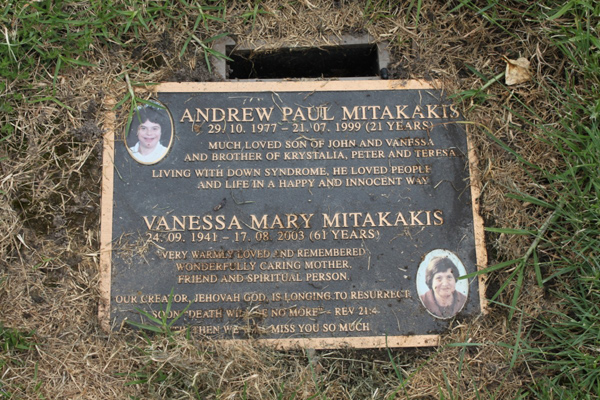 ANDREW PAUL MITAKAKIS
29. 10. 1977 - 21. 07. 1999 (21 YEARS)
MUCH LOVED SON OF JOHN AND VANESSA
AND BROTHER OF KRYSTALIA, PETER AND TERESA.
LIVING WITH DOWN SYNDROME, HE LOVED PEOPLE
AND LIFE IN A HAPPY AND INNOCENT WAY
VANESSA MARY MITAKAKIS
24. 09. 1941 - 17. 08. 2003 (61 YEARS)
VERY WARMLY LOVED AND REMEMBERED
WONDERFULLY CARING MOTHER,
FRIEND AND SPIRITUAL PERSON.
OUR CREATOR, JEHOVAH GOD, IS LONGING TO RESURRECT
SOON "DEATH WILL BE NO MORE" - REV 21:4.
THEN WE MISS YOU SO MUCH